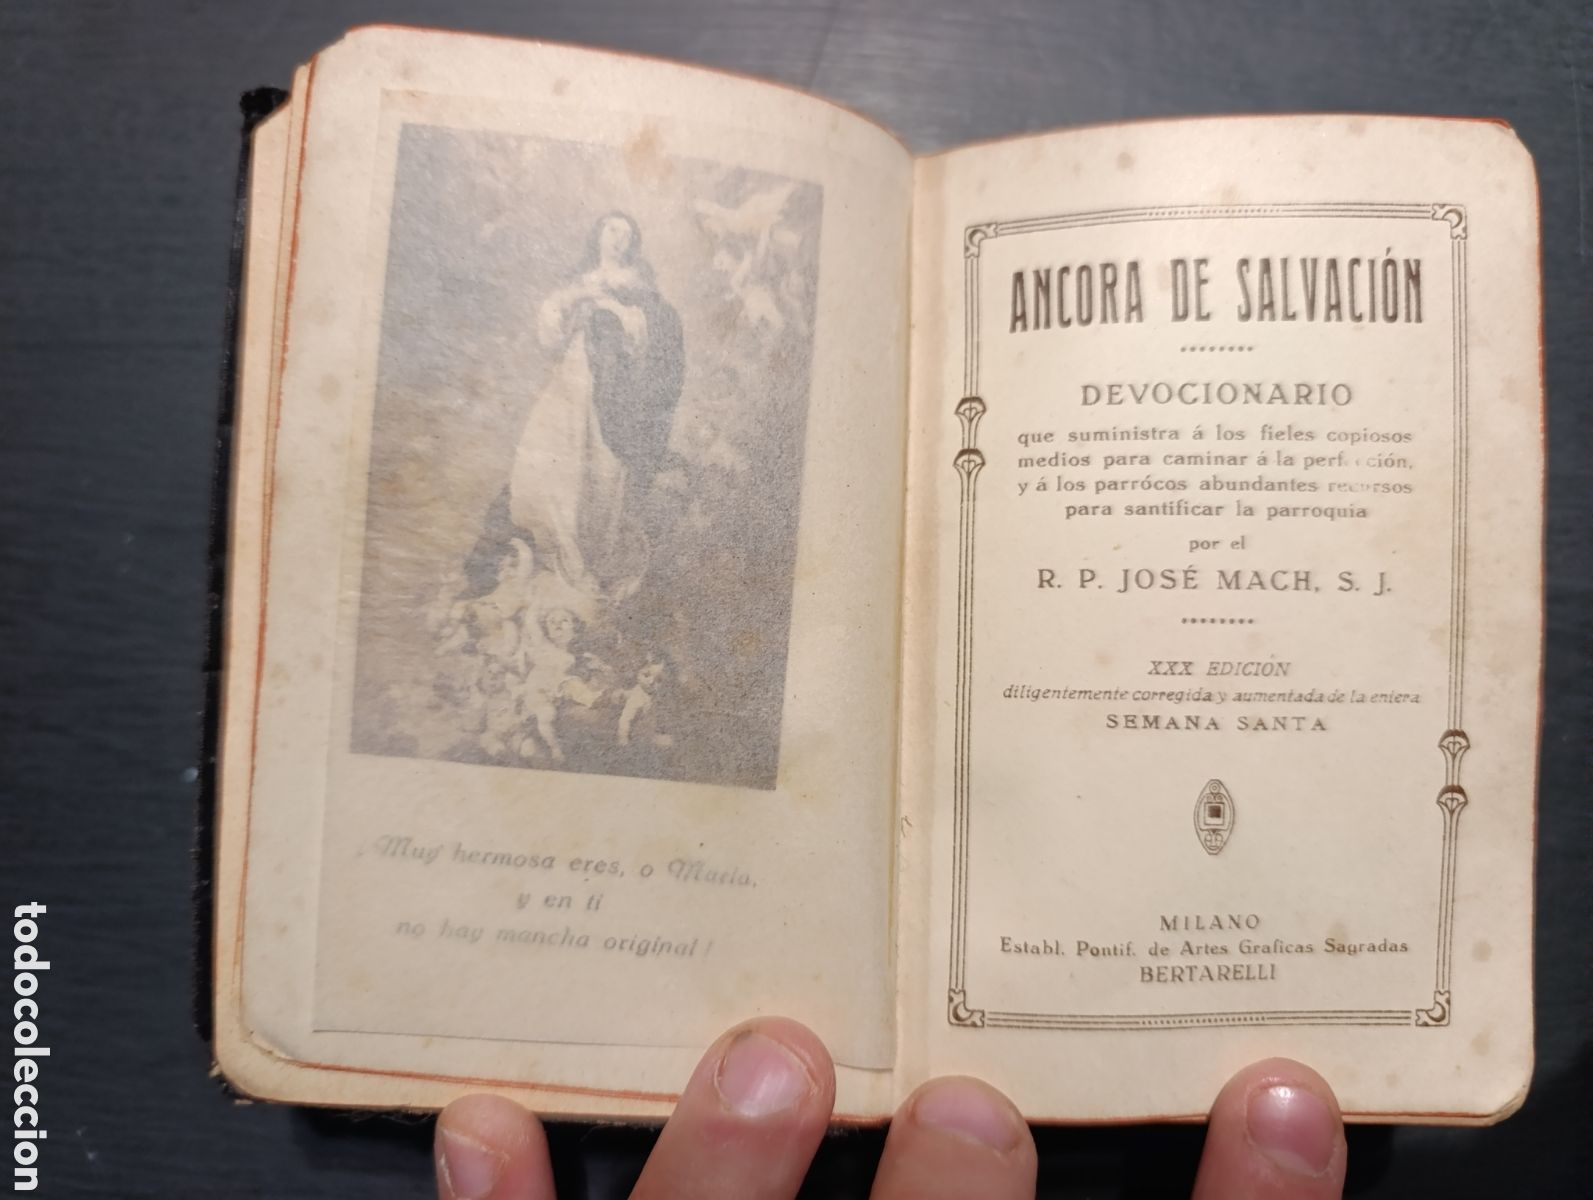 ¡Muy hermosa eres, o Maria,
y en ti
no hay mancha original!
ANCORA DE SALVACIÓN
DEVOCIONARIO
que suministra á los fieles copiosos
medios para caminar á la perfección,
y á los parrócos abundantes recursos
para santificar la parroquia
por el
R. P. JOSÉ MACH, S. J.
XXX EDICIÓN
diligentemente corregida y aumentada de la entera
SEMANA SANTA
MILANO
Establ. Pontif. de Artes Graficas Sagradas
BERTARELLI
todocoleccion